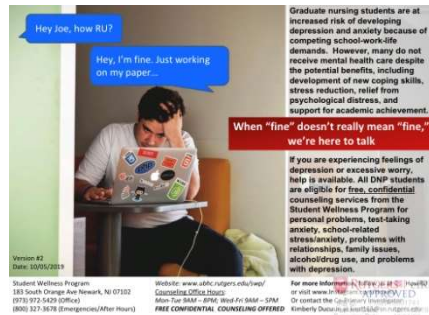 Hey Joe, how RU?
Hey, I'm fine. Just working
on my paper...
Graduate nursing students are at
increased risk of developing
depression and anxiety because of
competing school-work-life
demands. However, many do not
receive mental health care despite
the potential benefits, including
development of new coping skills,
stress reduction, relief from
psychological distress, and
support for academic achievement.
When "fine" doesn't really mean "fine,"
we're here to talk
If you are experiencing feelings of
depression or excessive worry,
help is available. All DNP students
are eligible for free, confidential
counseling services from the
Student Wellness Program for
personal problems, test-taking
anxiety, school-related
stress/anxiety, problems with
relationships, family issues,
alcohol/drug use, and problems
with depression.
Version #2
Date: 10/05/2019
Student Wellness Program
183 South Orange Ave Newark, NJ 07102
(973) 972-5429 (Office)
(800) 327-3678 (Emergencies/After Hours)
Website: www.ubhc.rutgers.edu/swp/
Counseling Office Hours:
Mon-Tue 9AM – 8PM; Wed-Fri 9AM – 5PM
FREE CONFIDENTIAL COUNSELING OFFERED
For more
or visit
Or contact the
Kimberly
APPROVED